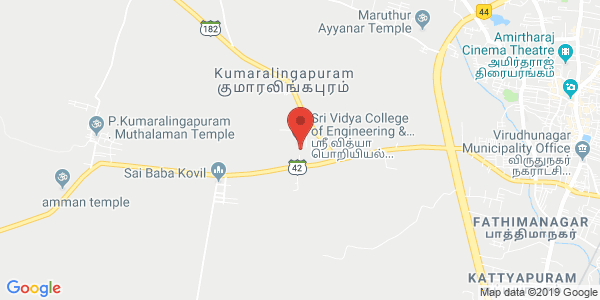 44
Maruthur
Ayyanar Temple
182
Amirtharaj
Cinema Theatre
அமிர்தராஜ்
திரையரங்கம்
Kumaralingapuram
குமாரலிங்கபுரம்
P.Kumaralingapuram
. Muthalaman Temple
Sri Vidya College
of Engineering &...
ஸ்ரீ வித்யா
பொறியியல்...
Virudhunagar
Municipality Office
விருதுநகர்
நகராட்சி...
Sai Baba Kovil
42
amman temple
FATHIMANAGAR
பாத்திமாநகர்
KATTYAPURAM
Google
Map data ©2019 Google